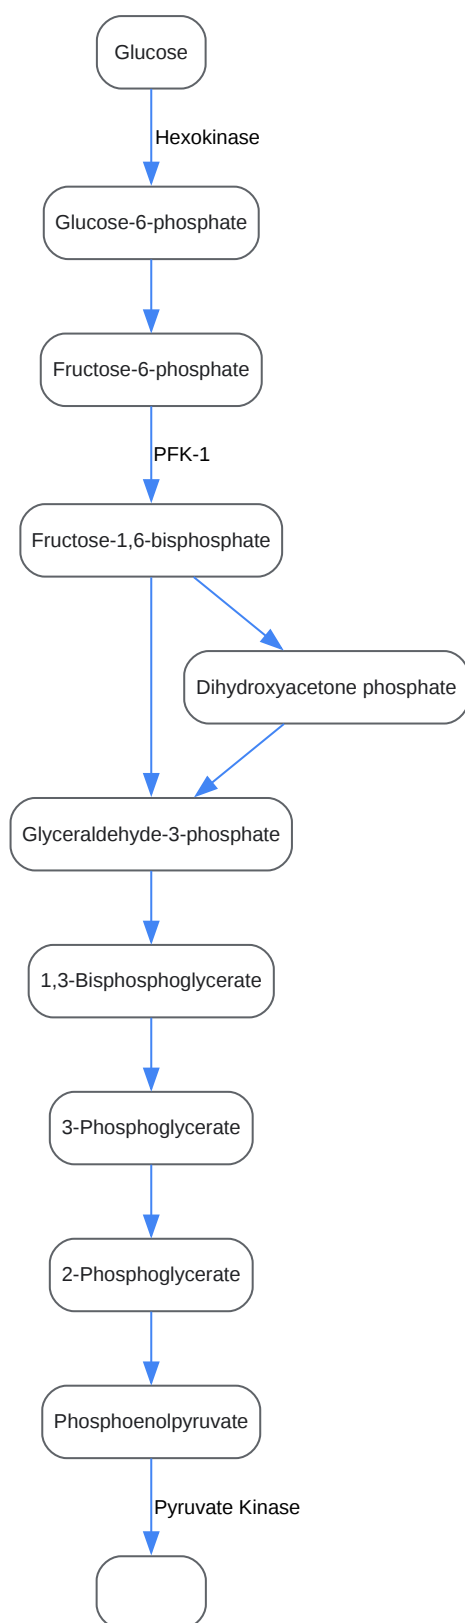 Glucose
Hexokinase
Glucose-6-phosphate
Fructose-6-phosphate
PFK-1
Fructose-1,6-bisphosphate
Dihydroxyacetone phosphate
Glyceraldehyde-3-phosphate
1,3-Bisphosphoglycerate
3-Phosphoglycerate
2-Phosphoglycerate
Phosphoenolpyruvate
Pyruvate Kinase